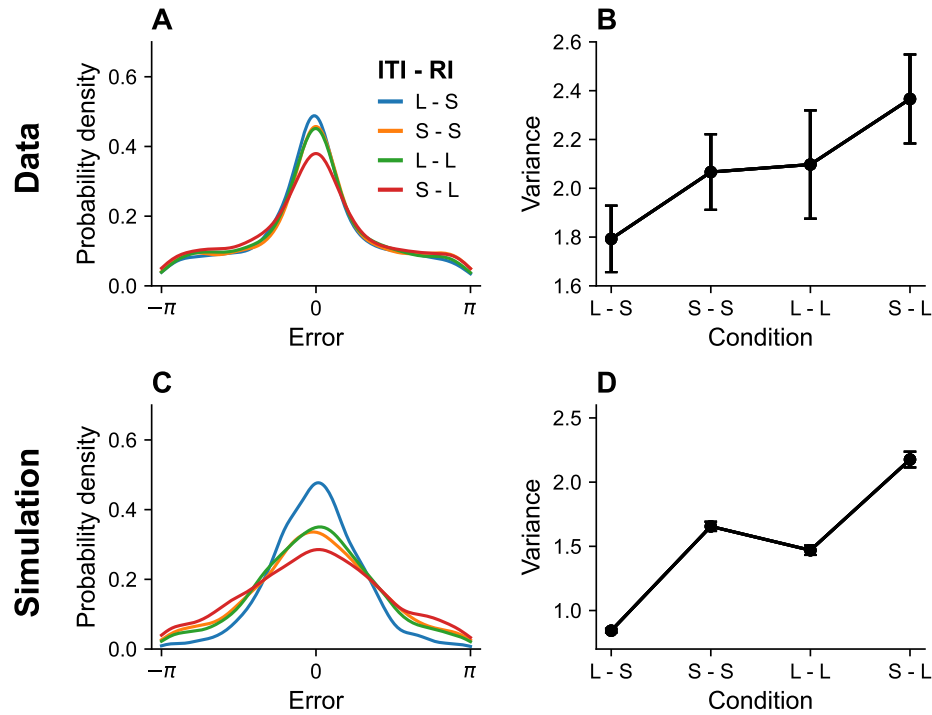 Data
A
Probability density
0.6
0.4
0.2
0.0
−π
0
π
Error
ITI - RI
L - S
S - S
L - L
S - L
B
Variance
2.6
2.4
2.2
2.0
1.8
1.6
L - S
S - S
L - L
S - L
Condition
Simulation
C
Probability density
0.6
0.4
0.2
0.0
−π
0
π
Error
D
Variance
2.5
2.0
1.5
1.0
L - S
S - S
L - L
S - L
Condition